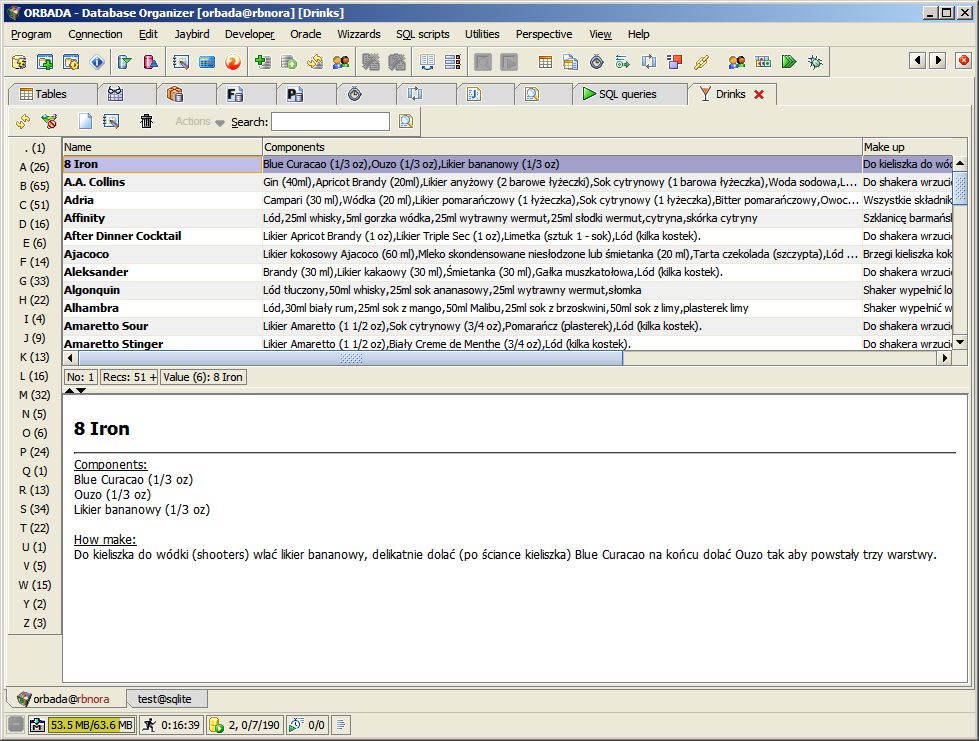 ORBADA - Database Organizer [orbada@rbnora] [Drinks]
Program Connection Edit Jaybird Developer Oracle Wizzards SQL scripts Utilities Perspective View Help
Tables SQL queries Drinks
Actions Search:
. (1)
A (26)
B (65)
C (51)
D (16)
E (6)
F (14)
G (33)
H (22)
I (4)
J (9)
K (13)
L (16)
M (32)
N (5)
O (6)
P (24)
Q (1)
R (13)
S (34)
T (22)
U (1)
V (5)
W (15)
Y (2)
Z (3)
Name Components Make up
8 Iron Blue Curacao (1/3 oz),Ouzo (1/3 oz),Likier bananowy (1/3 oz) Do kieliszka do wód
A.A. Collins Gin (40ml),Apricot Brandy (20ml),Likier anyżowy (2 barowe łyżeczki),Sok cytrynowy (1 barowa łyżeczka),Woda sodowa,L... Do shakera wrzucić
Adria Campari (30 ml),Wódka (20 ml),Likier pomarańczowy (1 łyżeczka),Sok cytrynowy (1 łyżeczka),Bitter pomarańczowy,Owoc... Wszystkie składnik
Affinity Lód,25ml whisky,5ml gorzka wódka,25ml wytrawny wermut,25ml słodki wermut,cytryna,skórka cytryny Szklanicę barmańs
After Dinner Cocktail Likier Apricot Brandy (1 oz),Likier Triple Sec (1 oz),Limetka (sztuk 1 - sok),Lód (kilka kostek). Do shakera wrzucić
Ajacoco Likier kokosowy Ajacoco (60 ml),Mleko skondensowane niesłodzone lub śmietanka (20 ml),Tarta czekolada (szczypta),Lód ... Brzegi kieliszka kok
Aleksander Brandy (30 ml),Likier kakaowy (30 ml),Śmietanka (30 ml),Gałka muszkatołowa,Lód (kilka kostek). Do shakera wrzucić
Algonquin Lód tłuczony,50ml whisky,25ml sok ananasowy,25ml wytrawny wermut,słomka Shaker wypełnić lo
Alhambra Lód,30ml biały rum,25ml sok z mango,50ml Malibu,25ml sok z brzoskwini,50ml sok z limy,plasterek limy Shaker wypełnić w
Amaretto Sour Likier Amaretto (1 1/2 oz),Sok cytrynowy (3/4 oz),Pomarańcz (plasterek),Lód (kilka kostek). Do shakera wrzucić
Amaretto Stinger Likier Amaretto (1 1/2 oz),Biały Creme de Menthe (3/4 oz),Lód (kilka kostek). Do shakera wrzucić
No: 1 Recs: 51 + Value (6): 8 Iron
8 Iron
Components:
Blue Curacao (1/3 oz)
Ouzo (1/3 oz)
Likier bananowy (1/3 oz)
How make:
Do kieliszka do wódki (shooters) wlać likier bananowy, delikatnie dolać (po ściance kieliszka) Blue Curacao na końcu dolać Ouzo tak aby powstały trzy warstwy.
orbada@rbnora test@sqlite
53.5 MB/63.6 MB 0:16:39 2, 0/7/190 0/0